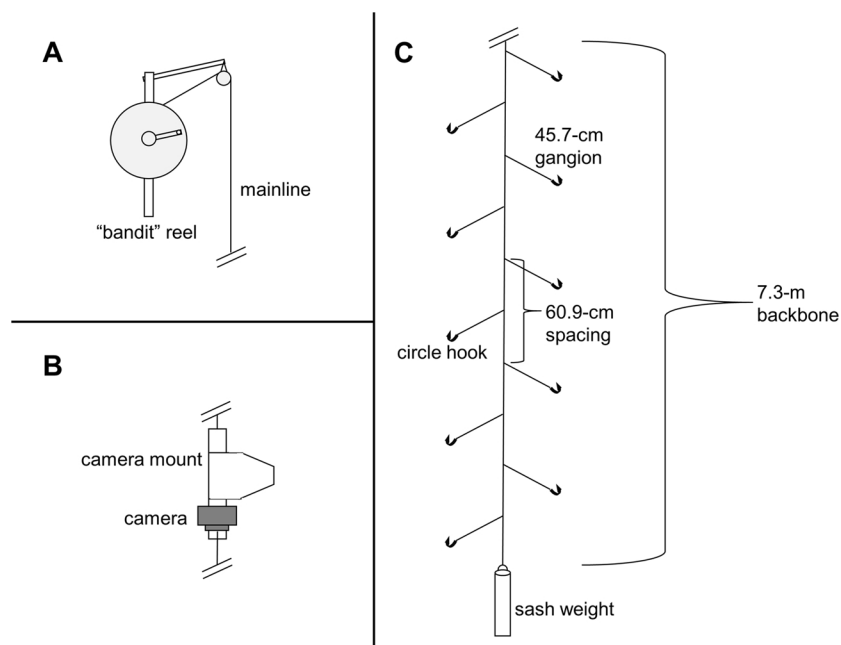 A
mainline
“bandit” reel
B
camera mount
camera
C
45.7-cm
gangion
60.9-cm
spacing
circle hook
7.3-m
backbone
sash weight